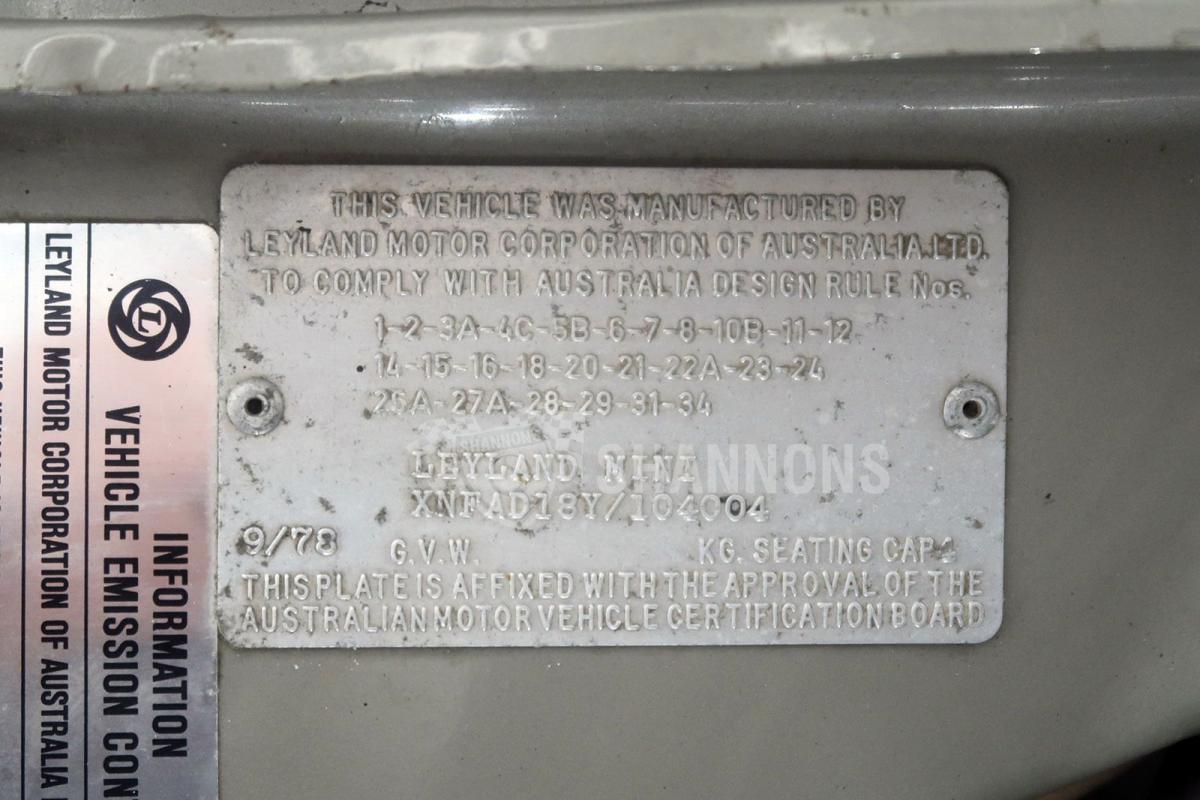 THIS VEHICLE WAS MANUFACTURED BY
LEYLAND MOTOR CORPORATION OF AUSTRALIA. LTD.
TO COMPLY WITH AUSTRALIA DESIGN RULE Nos.
1-2-3A-4C-5B-6-7-8-10B-11-12
14-15-16-18-20-21-22A-23-24
25A-27A-28-29-31-34
LEYLAND MINI
XNFAD18Y/104004
9/78 G.V.W. KG. SEATING CAP 4
THIS PLATE IS AFFIXED WITH THE APPROVAL OF THE
AUSTRALIAN MOTOR VEHICLE CERTIFICATION BOARD
SHANNONS
SHANNONS
L
INFORMATION
VEHICLE EMISSION CONT
LEYLAND MOTOR CORPORATION OF AUSTRALIA